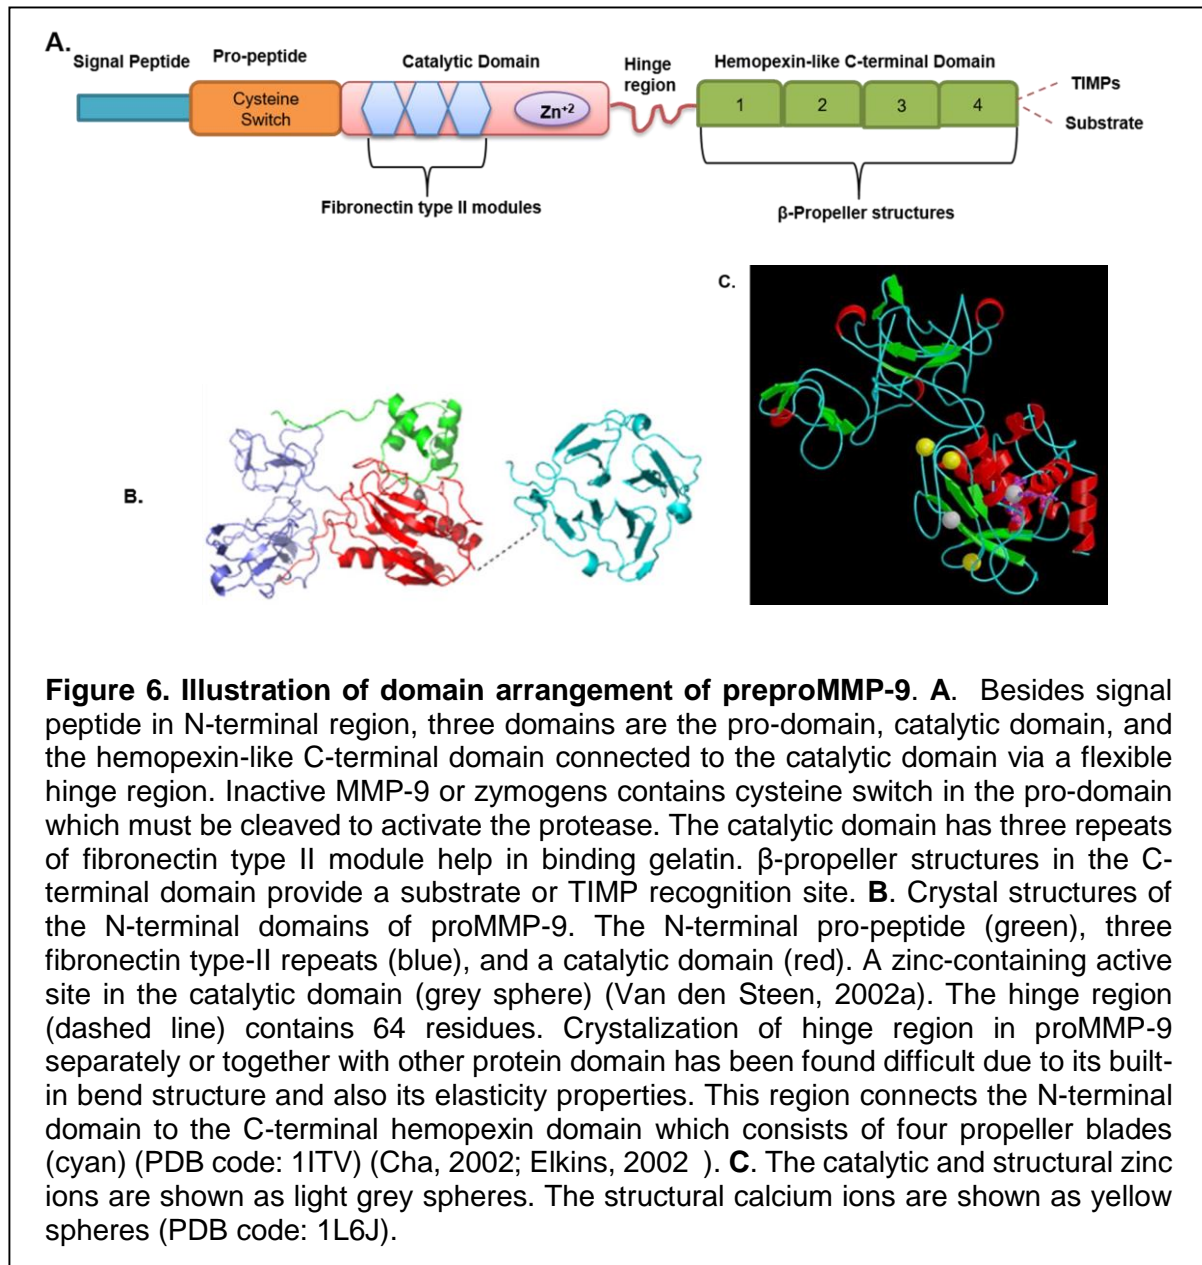 A.
Signal Peptide
Pro-peptide
Catalytic Domain
Hinge
region
Hemopexin-like C-terminal Domain
Cysteine
Switch
Zn+2
1
2
3
4
TIMPs
Substrate
Fibronectin type II modules
β-Propeller structures
C.
B.
Figure 6. Illustration of domain arrangement of preproMMP-9. A. Besides signal
peptide in N-terminal region, three domains are the pro-domain, catalytic domain, and
the hemopexin-like C-terminal domain connected to the catalytic domain via a flexible
hinge region. Inactive MMP-9 or zymogens contains cysteine switch in the pro-domain
which must be cleaved to activate the protease. The catalytic domain has three repeats
of fibronectin type II module help in binding gelatin. β-propeller structures in the C-
terminal domain provide a substrate or TIMP recognition site. B. Crystal structures of
the N-terminal domains of proMMP-9. The N-terminal pro-peptide (green), three
fibronectin type-II repeats (blue), and a catalytic domain (red). A zinc-containing active
site in the catalytic domain (grey sphere) (Van den Steen, 2002a). The hinge region
(dashed line) contains 64 residues. Crystalization of hinge region in proMMP-9
separately or together with other protein domain has been found difficult due to its built-
in bend structure and also its elasticity properties. This region connects the N-terminal
domain to the C-terminal hemopexin domain which consists of four propeller blades
(cyan) (PDB code: 1ITV) (Cha, 2002; Elkins, 2002 ). C. The catalytic and structural zinc
ions are shown as light grey spheres. The structural calcium ions are shown as yellow
spheres (PDB code: 1L6J).